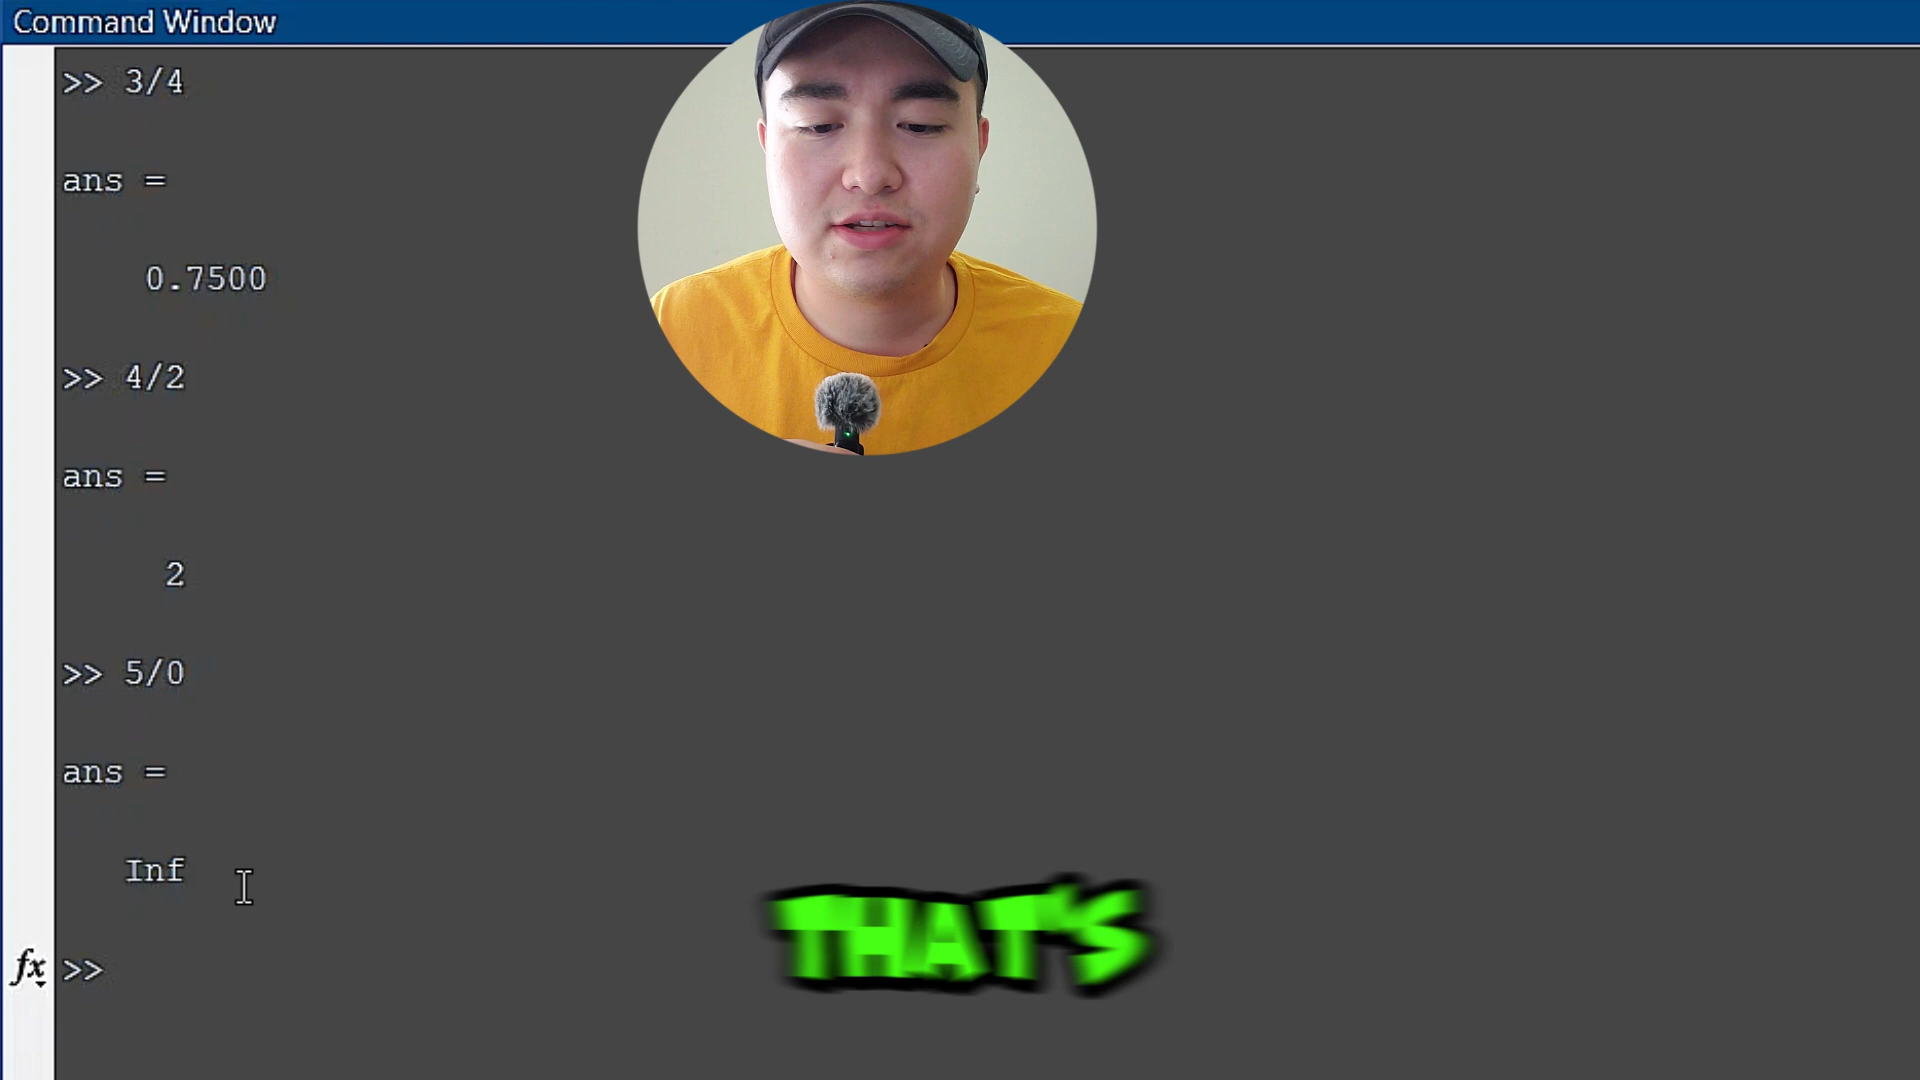 Command Window
>> 3/4
ans =
0.7500
>> 4/2
ans =
2
>> 5/0
ans =
Inf
fx >>
THAT'S